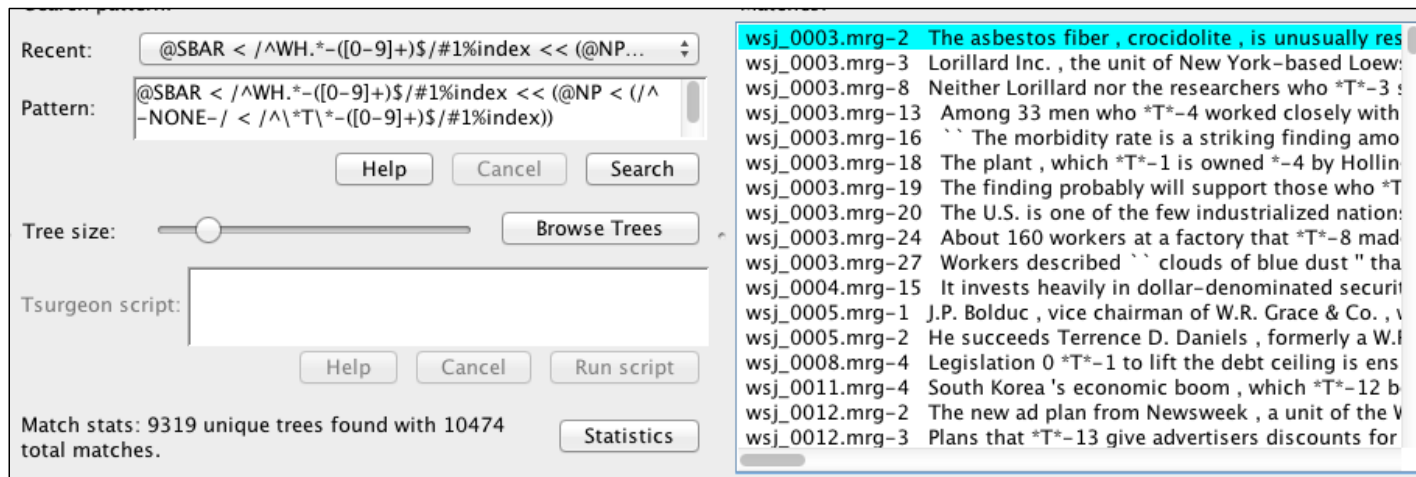 Search pattern:
Recent:
@SBAR < /^WH.*-([0-9]+)$/#1%index << (@NP...
Pattern:
@SBAR < /^WH.*-([0-9]+)$/#1%index << (@NP < (/^
-NONE-/ < /^\*T\*-([0-9]+)$/#1%index))
Help Cancel Search
Tree size:
Browse Trees
Tsurgeon script:
Help Cancel Run script
Match stats: 9319 unique trees found with 10474
total matches.
Statistics
Matches:
wsj_0003.mrg-2 The asbestos fiber , crocidolite , is unusually res
wsj_0003.mrg-3 Lorillard Inc. , the unit of New York-based Loews
wsj_0003.mrg-8 Neither Lorillard nor the researchers who *T*-3 s
wsj_0003.mrg-13 Among 33 men who *T*-4 worked closely with
wsj_0003.mrg-16 `` The morbidity rate is a striking finding amo
wsj_0003.mrg-18 The plant , which *T*-1 is owned *-4 by Hollin
wsj_0003.mrg-19 The finding probably will support those who *T
wsj_0003.mrg-20 The U.S. is one of the few industrialized nation
wsj_0003.mrg-24 About 160 workers at a factory that *T*-8 mad
wsj_0003.mrg-27 Workers described `` clouds of blue dust '' tha
wsj_0004.mrg-15 It invests heavily in dollar-denominated securit
wsj_0005.mrg-1 J.P. Bolduc , vice chairman of W.R. Grace & Co. ,
wsj_0005.mrg-2 He succeeds Terrence D. Daniels , formerly a W.
wsj_0008.mrg-4 Legislation 0 *T*-1 to lift the debt ceiling is ens
wsj_0011.mrg-4 South Korea 's economic boom , which *T*-12 b
wsj_0012.mrg-2 The new ad plan from Newsweek , a unit of the
wsj_0012.mrg-3 Plans that *T*-13 give advertisers discounts for